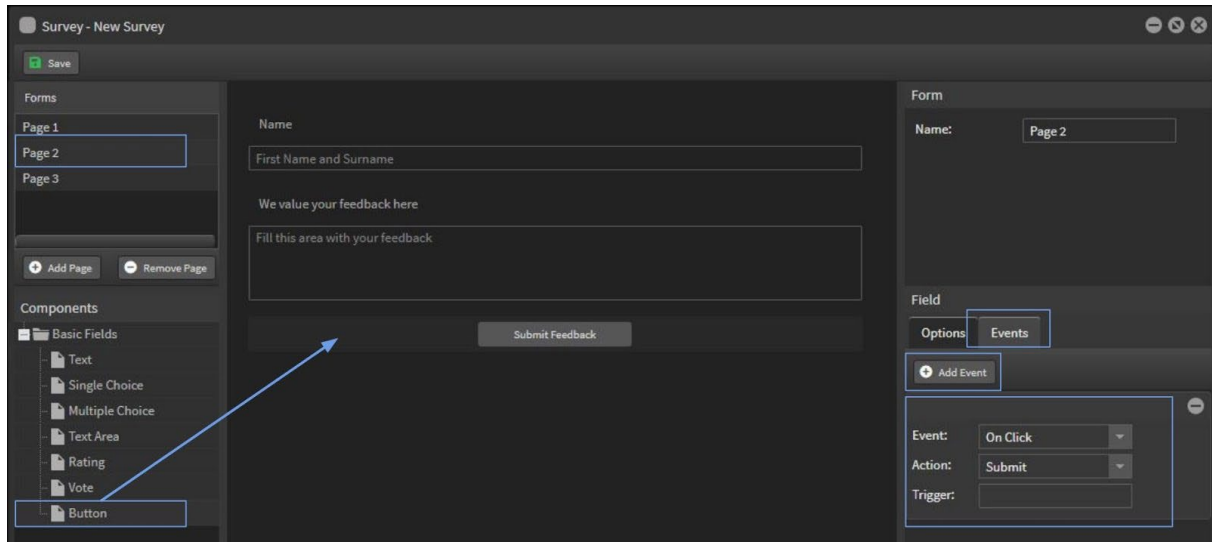 Survey - New Survey
Save
Forms
Page 1
Page 2
Page 3
Add Page
Remove Page
Components
Basic Fields
Text
Single Choice
Multiple Choice
Text Area
Rating
Vote
Button
Name
First Name and Surname
We value your feedback here
Fill this area with your feedback
Submit Feedback
Form
Name: Page 2
Field
Options Events
Add Event
Event: On Click
Action: Submit
Trigger: